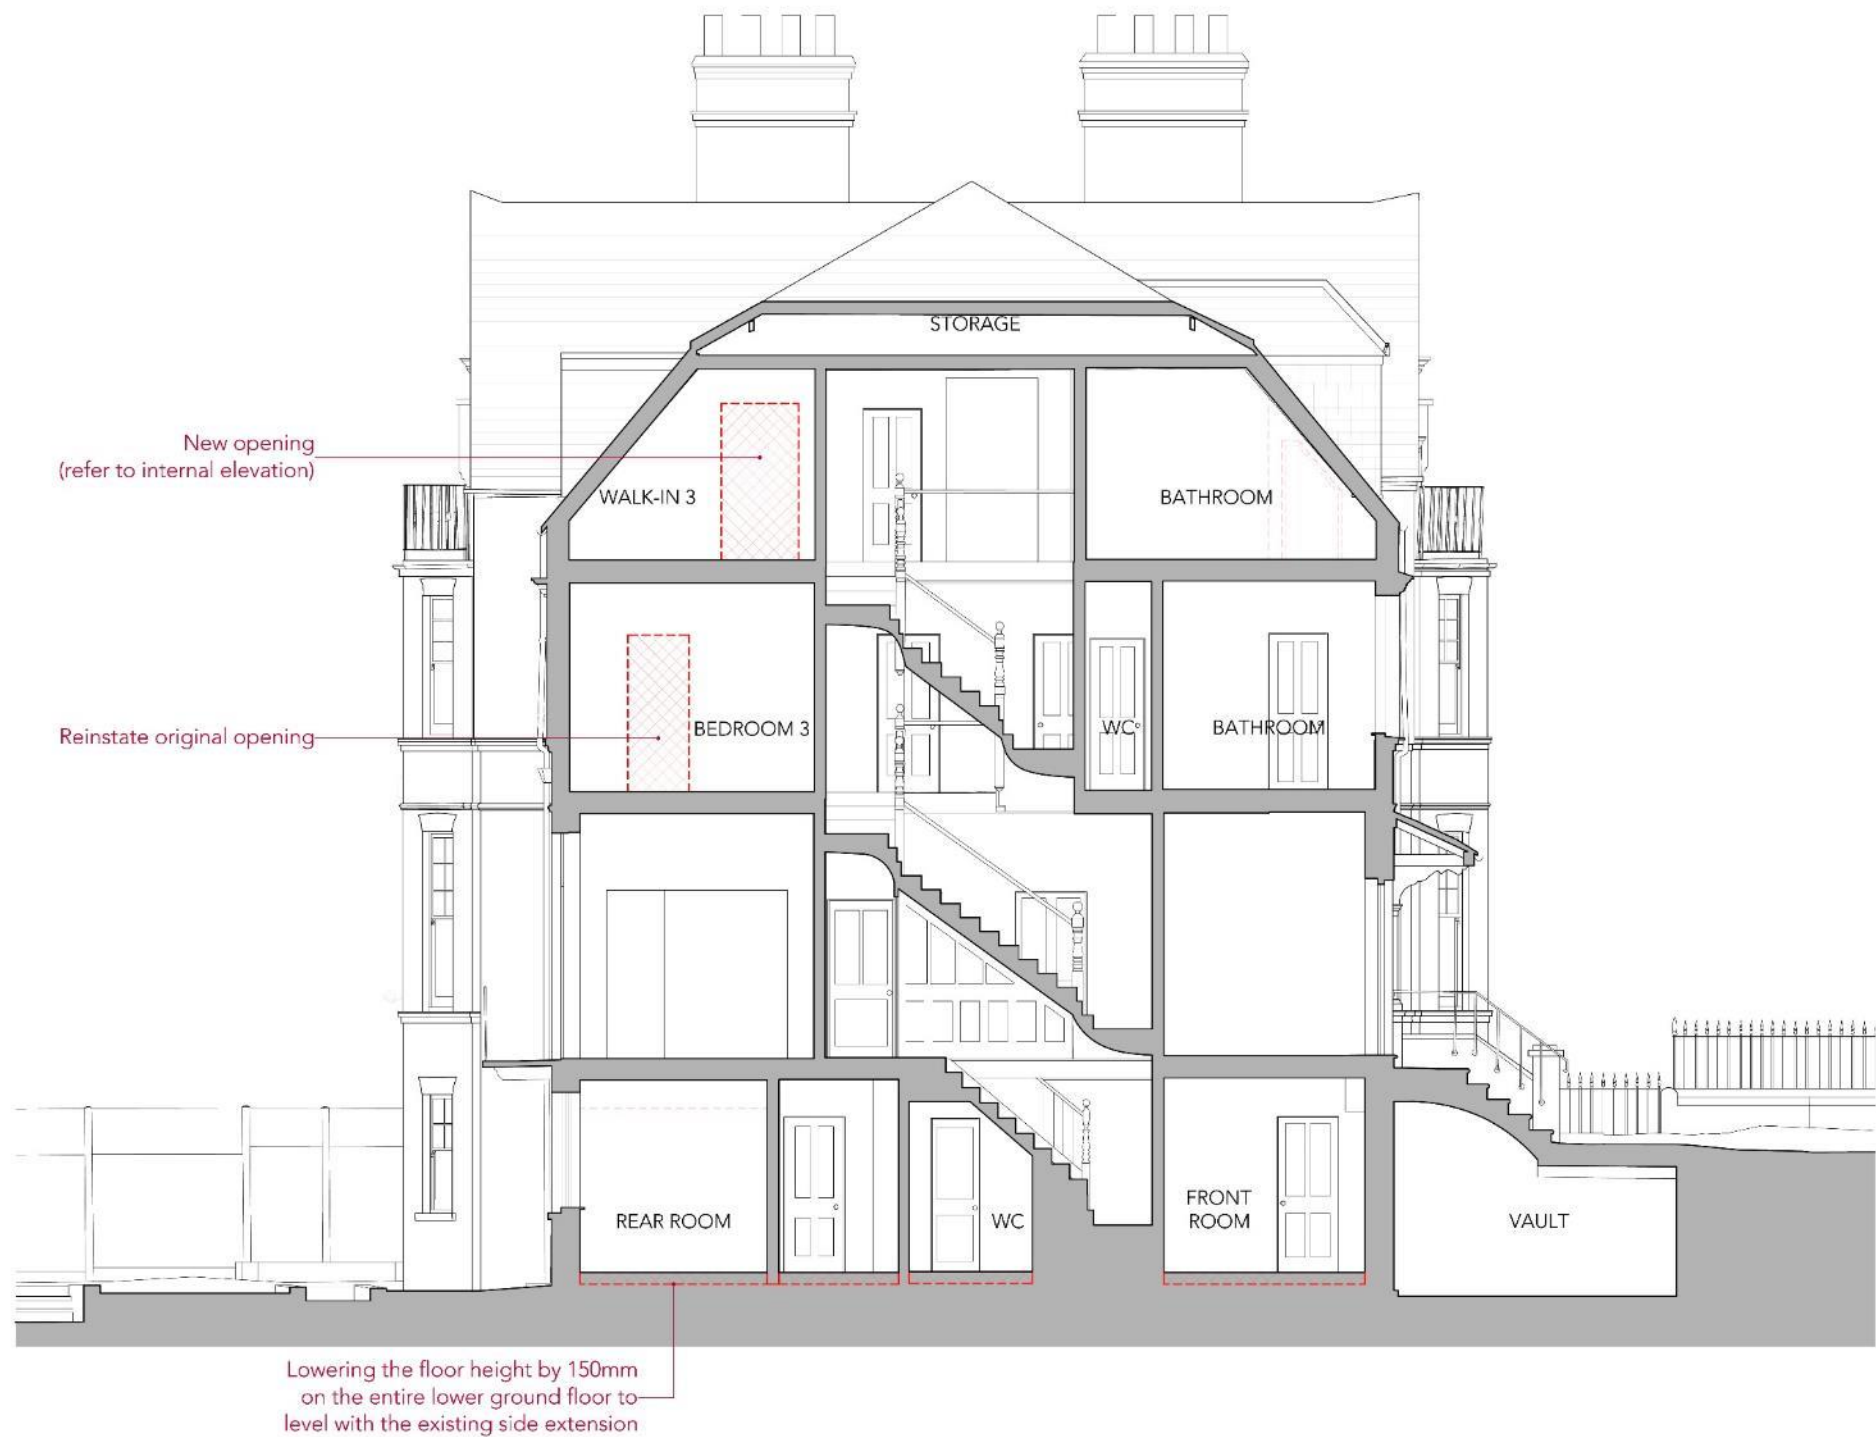 STORAGE
New opening
(refer to internal elevation)
WALK-IN 3
BATHROOM
Reinstate original opening
BEDROOM 3
WC
BATHROOM
REAR ROOM
WC
FRONT
ROOM
VAULT
Lowering the floor height by 150mm
on the entire lower ground floor to
level with the existing side extension